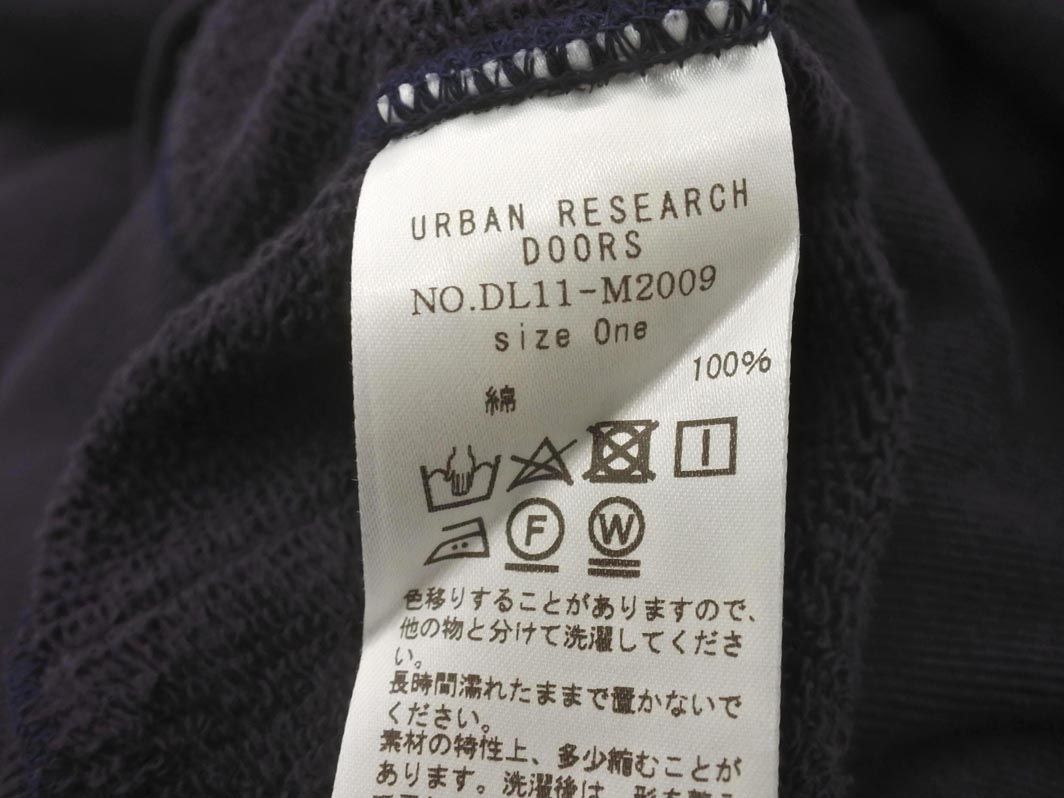 URBAN RESEARCH
DOORS
NO.DL11-M2009
size One
100%
綿
F W
色移りすることがありますので、
他の物と分けて洗濯してくださ
い。
長時間濡れたままで置かないで
ください。
素材の特性上、多少縮むことが
あります。洗濯後は、形を整え